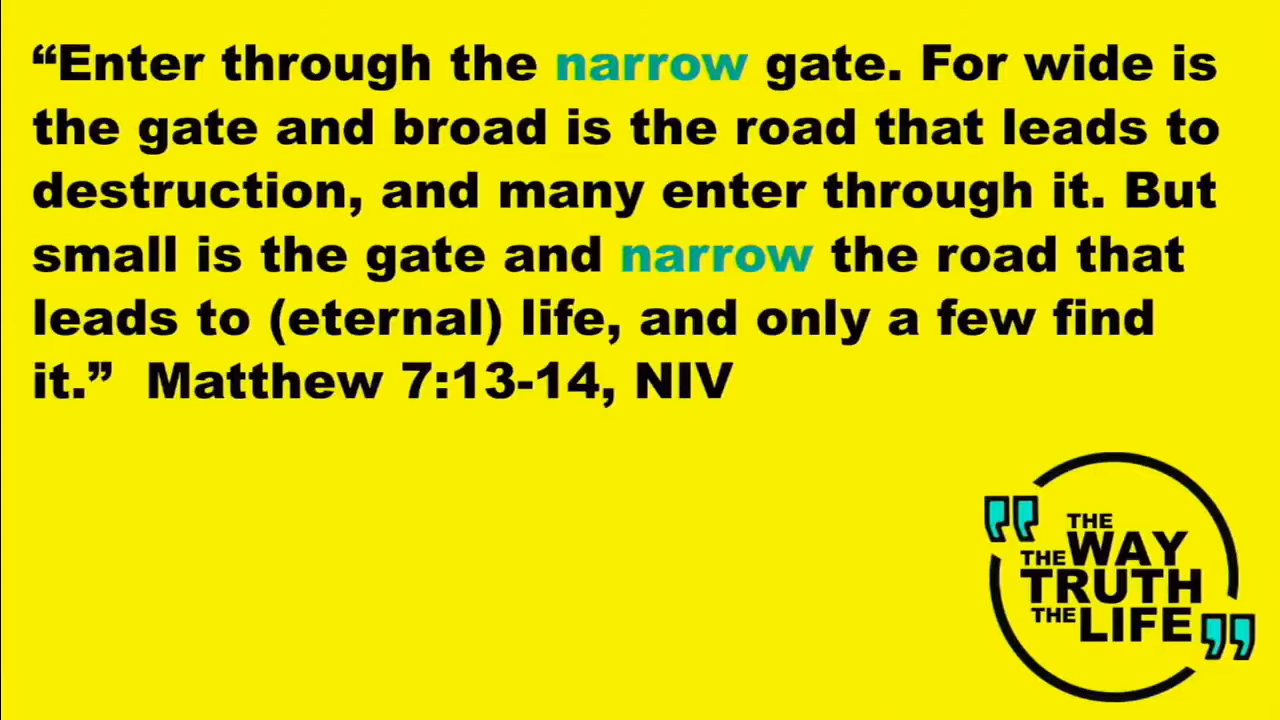 “Enter through the narrow gate. For wide is
the gate and broad is the road that leads to
destruction, and many enter through it. But
small is the gate and narrow the road that
leads to (eternal) life, and only a few find
it.”  Matthew 7:13-14, NIV
THE
WAY
THE
TRUTH
THE
LIFE